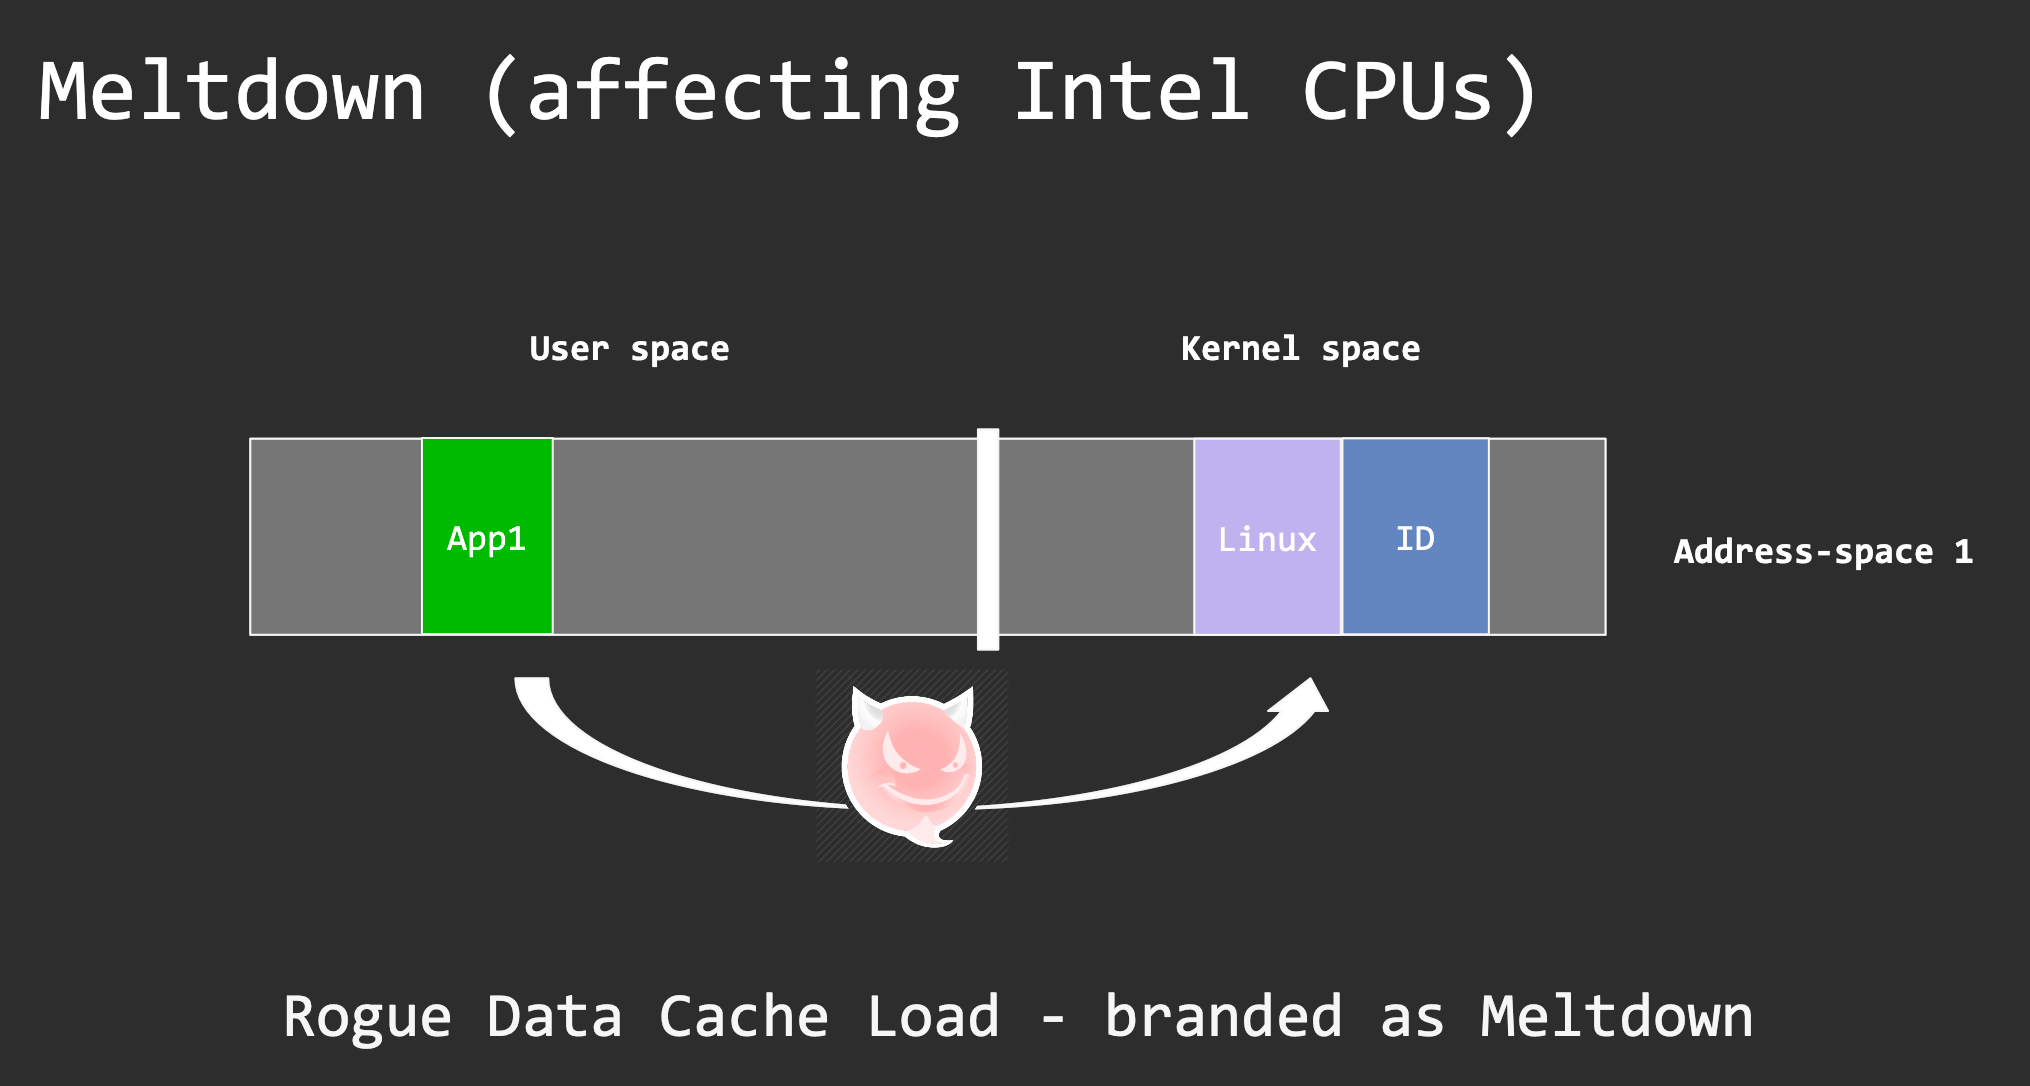 Meltdown (affecting Intel CPUs)
User space
Kernel space
App1
Linux
ID
Address-space 1
Rogue Data Cache Load - branded as Meltdown